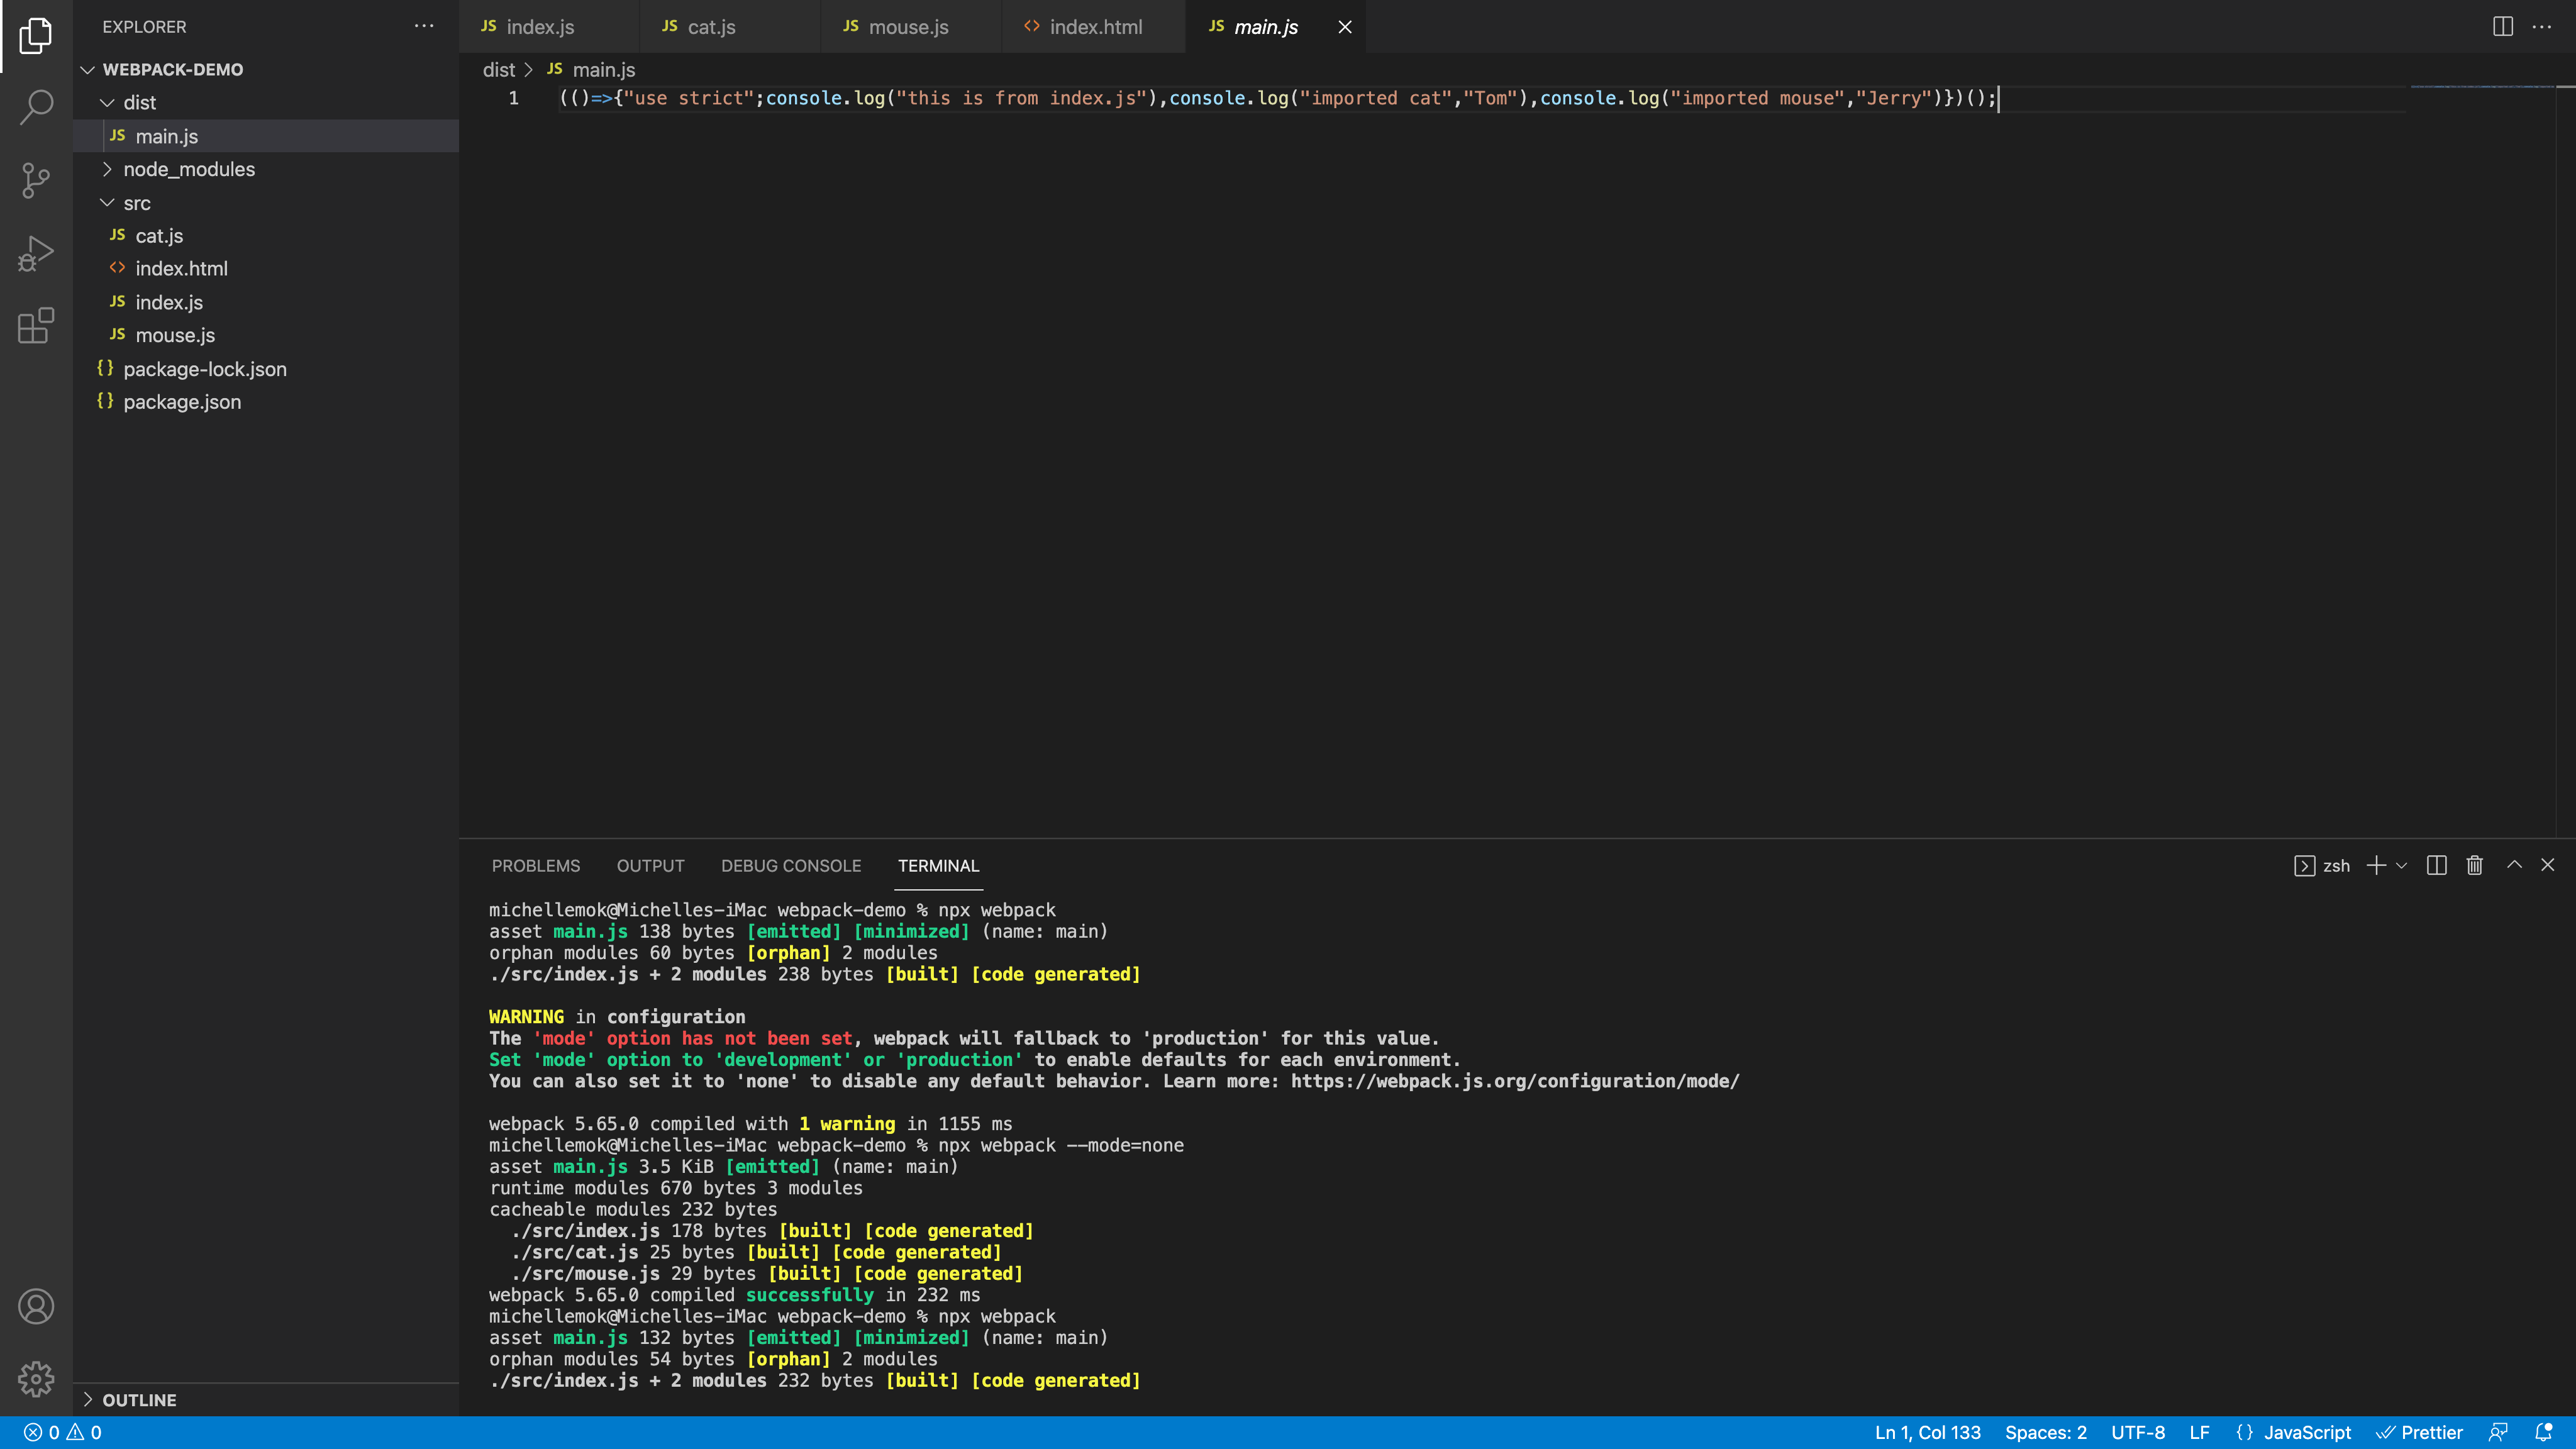 EXPLORER
WEBPACK-DEMO
dist
JS main.js
node_modules
src
JS cat.js
<> index.html
JS index.js
JS mouse.js
{} package-lock.json
{} package.json
OUTLINE
JS index.js
JS cat.js
JS mouse.js
<> index.html
JS main.js
dist > JS main.js
1 (()=>{"use strict";console.log("this is from index.js"),console.log("imported cat","Tom"),console.log("imported mouse","Jerry")})();
PROBLEMS OUTPUT DEBUG CONSOLE TERMINAL
zsh
michellemok@Michelles-iMac webpack-demo % npx webpack
asset main.js 138 bytes [emitted] [minimized] (name: main)
orphan modules 60 bytes [orphan] 2 modules
./src/index.js + 2 modules 238 bytes [built] [code generated]
WARNING in configuration
The 'mode' option has not been set, webpack will fallback to 'production' for this value.
Set 'mode' option to 'development' or 'production' to enable defaults for each environment.
You can also set it to 'none' to disable any default behavior. Learn more: https://webpack.js.org/configuration/mode/
webpack 5.65.0 compiled with 1 warning in 1155 ms
michellemok@Michelles-iMac webpack-demo % npx webpack --mode=none
asset main.js 3.5 KiB [emitted] (name: main)
runtime modules 670 bytes 3 modules
cacheable modules 232 bytes
./src/index.js 178 bytes [built] [code generated]
./src/cat.js 25 bytes [built] [code generated]
./src/mouse.js 29 bytes [built] [code generated]
webpack 5.65.0 compiled successfully in 232 ms
michellemok@Michelles-iMac webpack-demo % npx webpack
asset main.js 132 bytes [emitted] [minimized] (name: main)
orphan modules 54 bytes [orphan] 2 modules
./src/index.js + 2 modules 232 bytes [built] [code generated]
0 0
Ln 1, Col 133 Spaces: 2 UTF-8 LF {} JavaScript Prettier